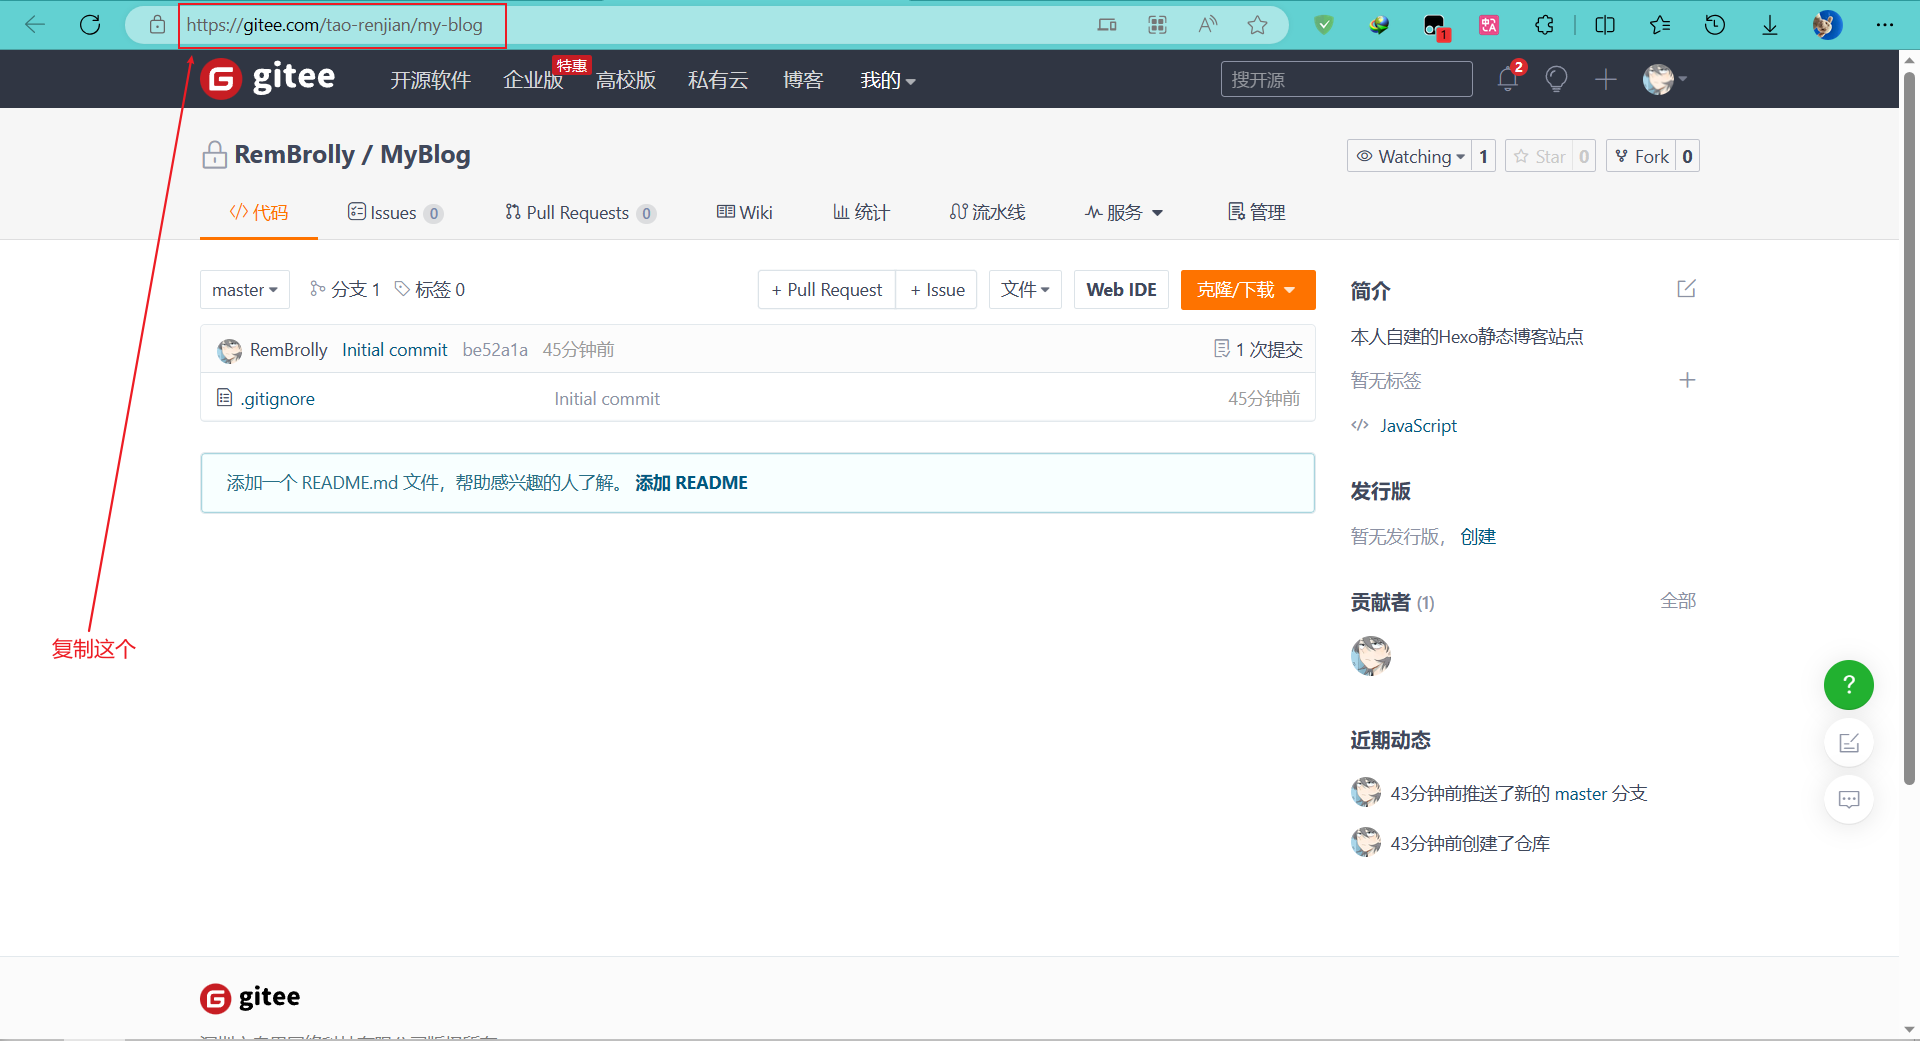 https://gitee.com/tao-renjian/my-blog
1
gitee
开源软件
企业版
特惠
高校版
私有云
博客
我的
搜开源
2
RemBrolly / MyBlog
Watching 1
Star 0
Fork 0
代码
Issues 0
Pull Requests 0
Wiki
统计
流水线
服务
管理
master
分支 1
标签 0
+ Pull Request
+ Issue
文件
Web IDE
克隆/下载
RemBrolly Initial commit be52a1a 45分钟前
1 次提交
.gitignore Initial commit 45分钟前
添加一个 README.md 文件，帮助感兴趣的人了解。 添加 README
简介
本人自建的Hexo静态博客站点
暂无标签
JavaScript
发行版
暂无发行版， 创建
贡献者 (1) 全部
近期动态
43分钟前推送了新的 master 分支
43分钟前创建了仓库
复制这个
gitee